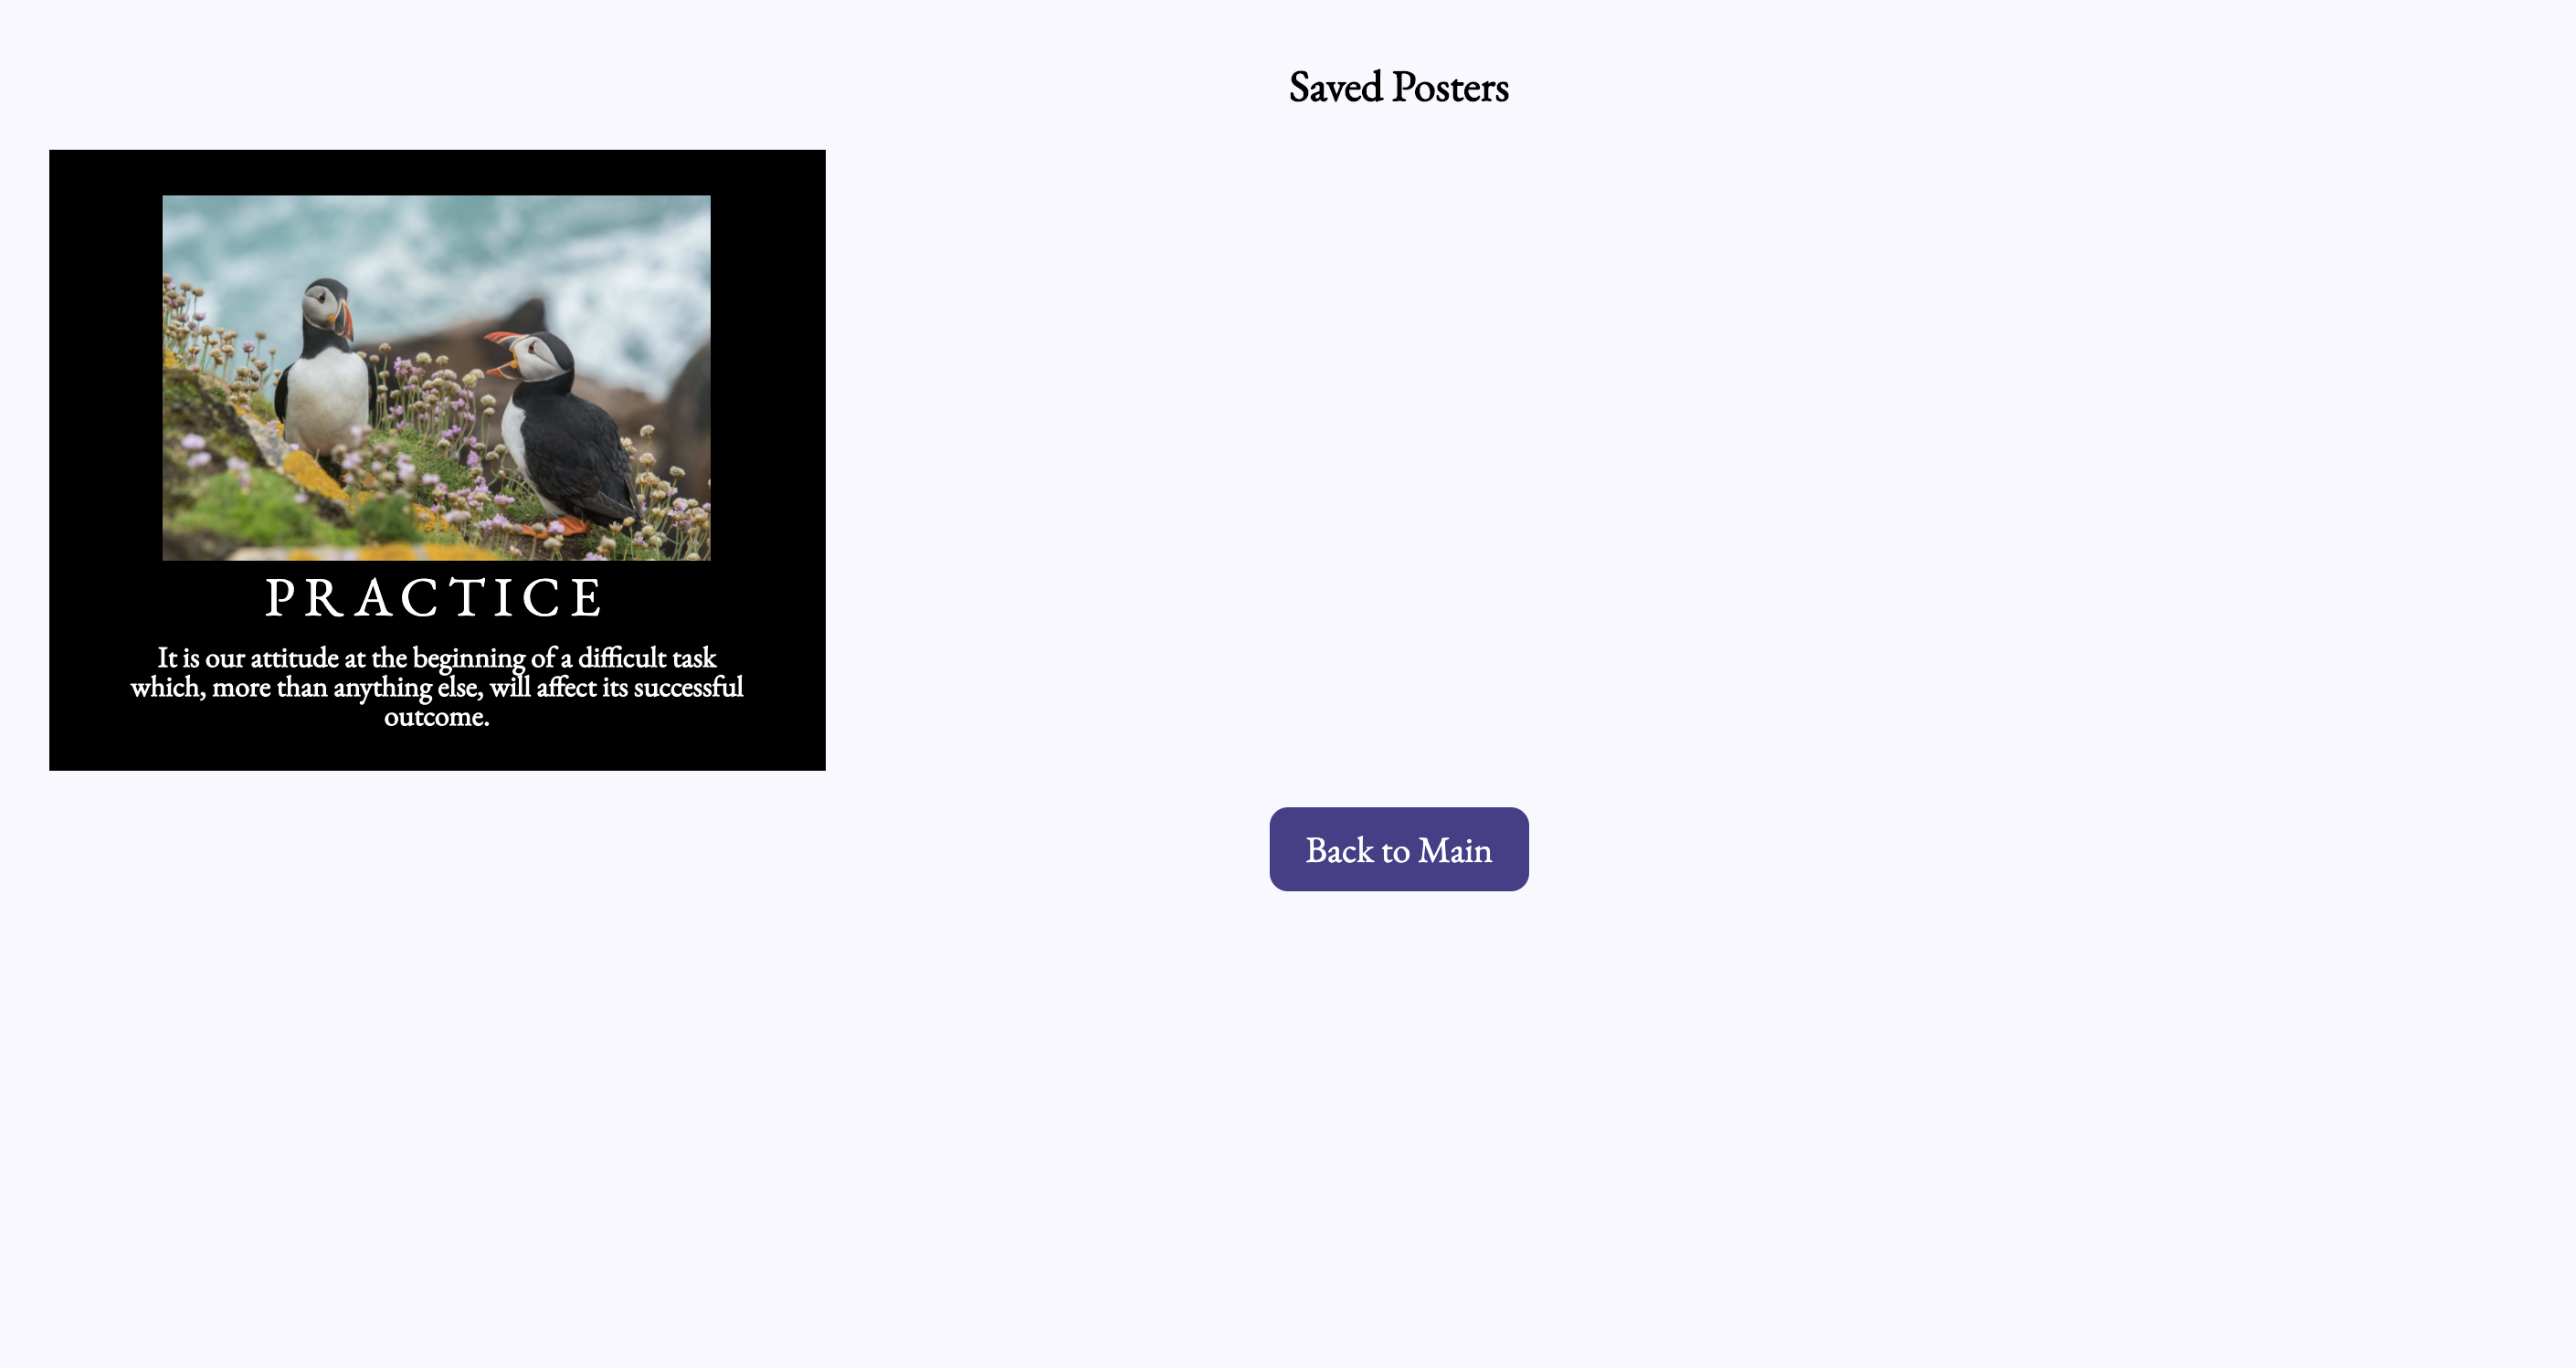 Saved Posters
PRACTICE
It is our attitude at the beginning of a difficult task
which, more than anything else, will affect its successful
outcome.
Back to Main